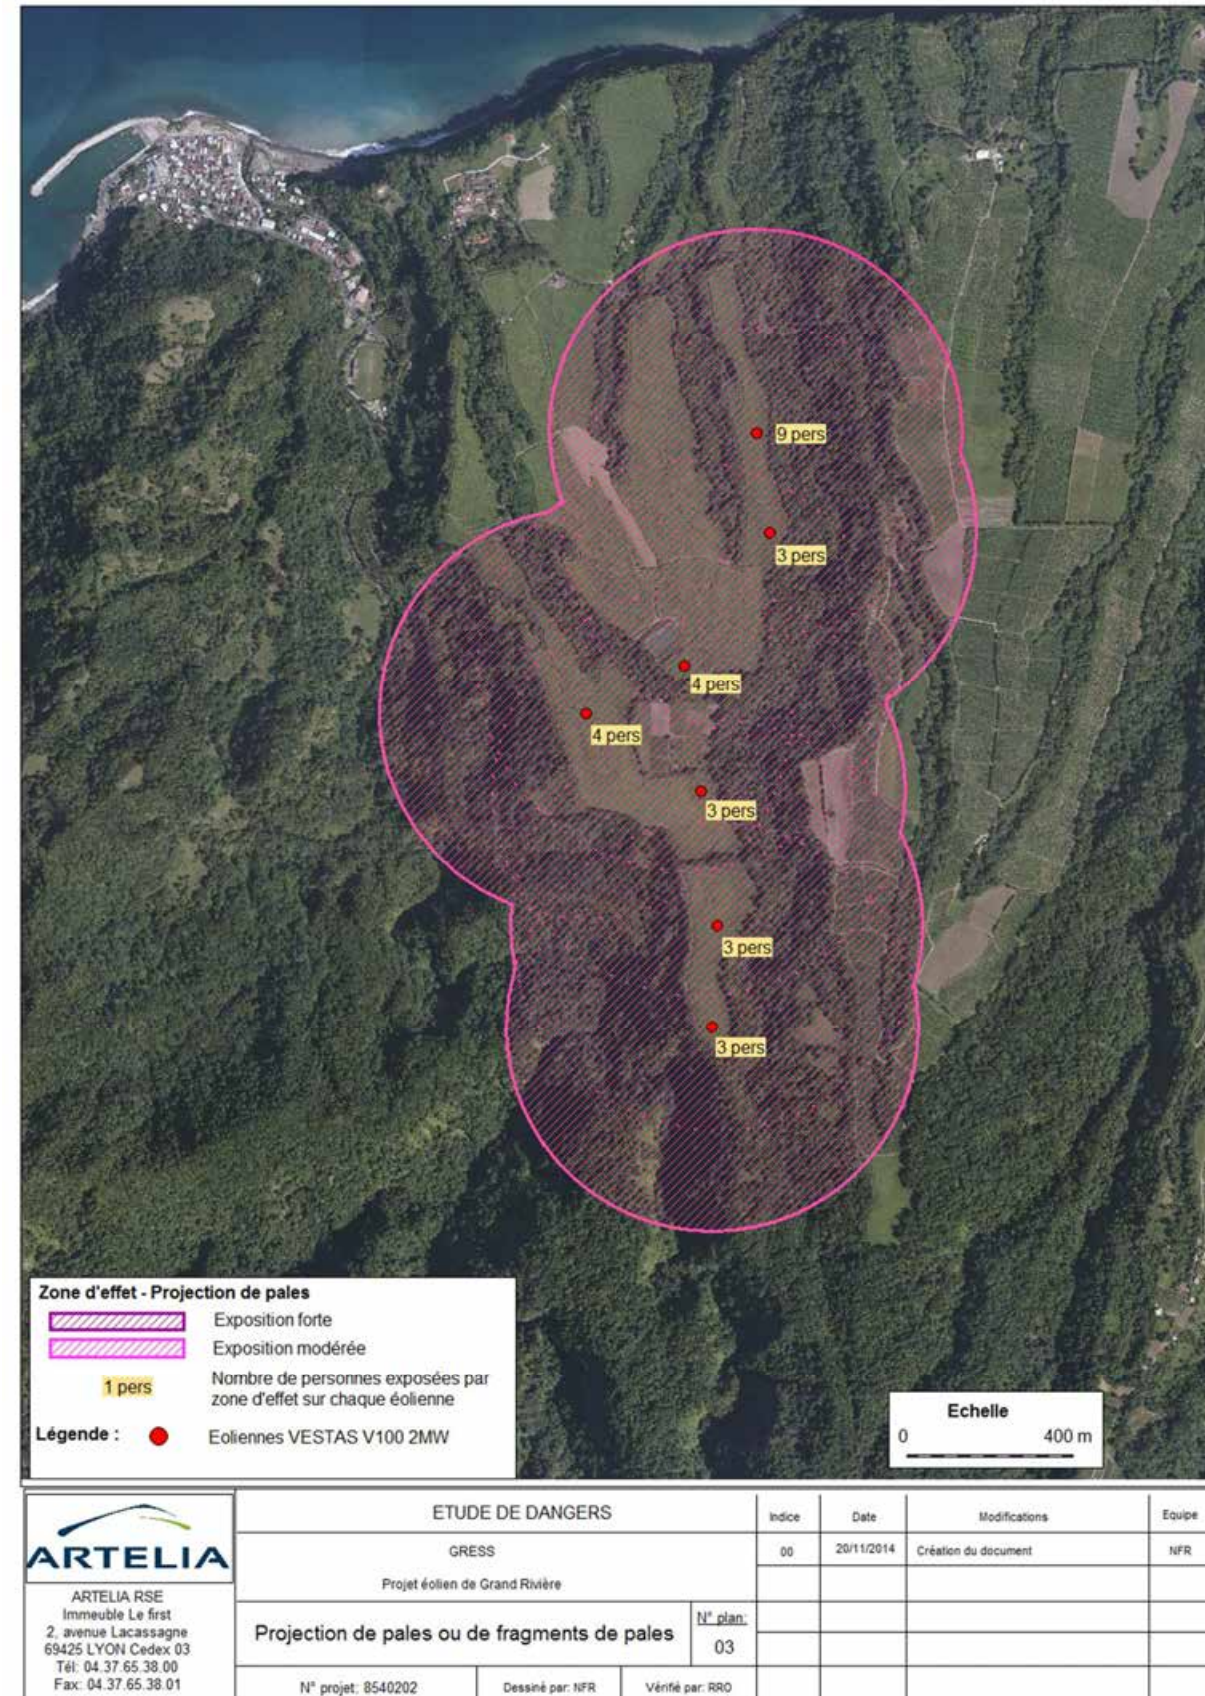 9 pers
3 pers
4 pers
4 pers
3 pers
3 pers
3 pers
Zone d'effet - Projection de pales
Exposition forte
Exposition modérée
1 pers
Nombre de personnes exposées par
zone d'effet sur chaque éolienne
Légende :
Eoliennes VESTAS V100 2MW
Echelle
0 400 m
ARTELIA
ARTELIA RSE
Immeuble Le first
2, avenue Lacassagne
69425 LYON Cedex 03
Tél: 04.37.65.38.00
Fax: 04.37.65.38.01
ETUDE DE DANGERS
GRESS
Projet éolien de Grand Rivière
Projection de pales ou de fragments de pales
N° plan:
03
N° projet: 8540202
Dessiné par: NFR
Vérifié par: RRO
Indice Date Modifications Equipe
00 20/11/2014 Création du document NFR